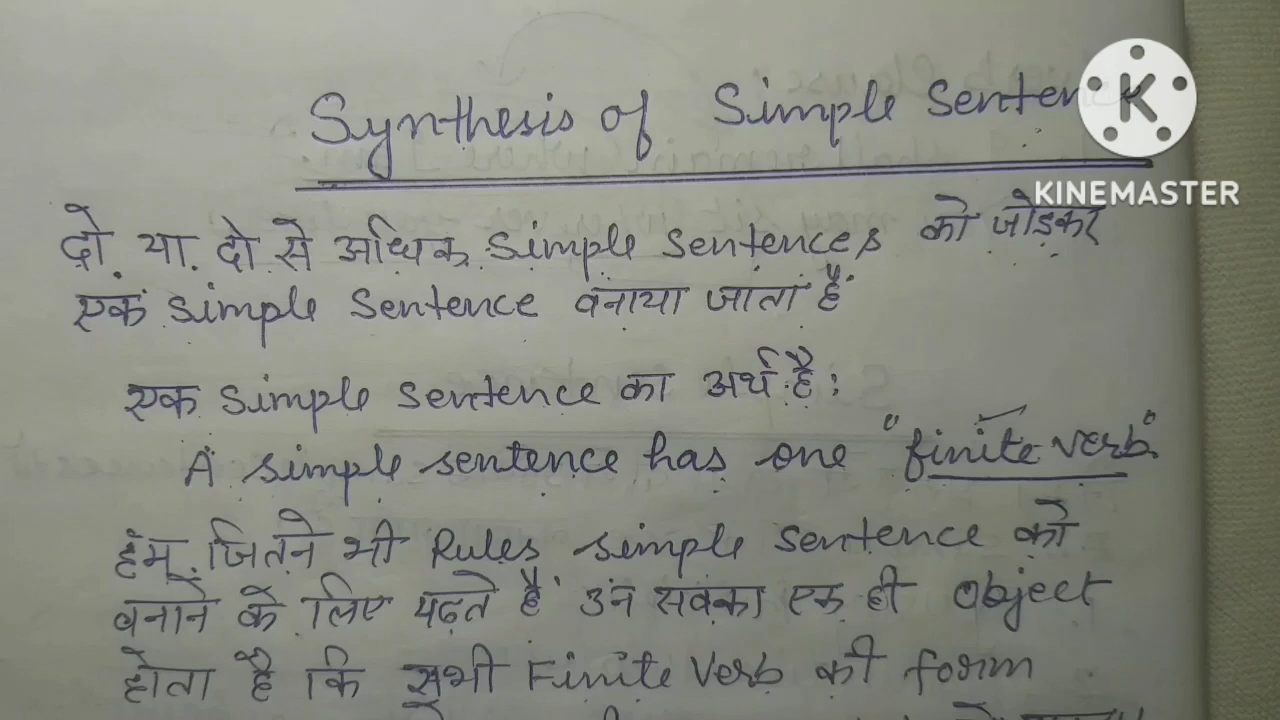 Synthesis of Simple Senten
K
KINEMASTER
दो या दो से अधिक simple sentences को जोडकर
एक simple sentence बनाया जाता है
एक simple sentence का अर्थ है:
A simple sentence has one "finite verb"
हम जितने भी Rules simple sentence को
बनाने के लिए पढ़ते हैं उन सबका एक ही object
होता है कि सभी Finite Verb की form